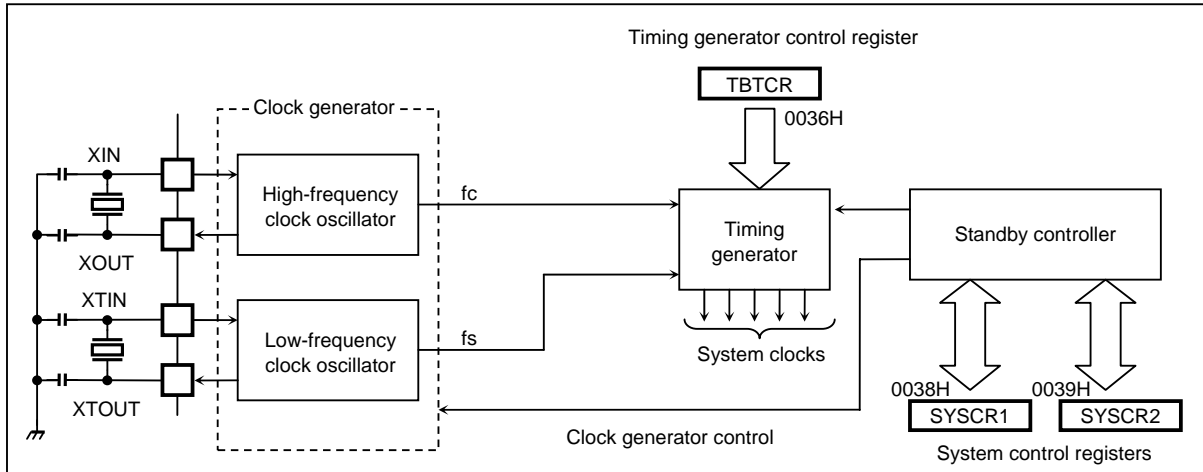 Timing generator control register
TBTCR
0036H
Clock generator
XIN
High-frequency
clock oscillator
fc
XOUT
Timing
generator
Standby controller
XTIN
Low-frequency
clock oscillator
fs
XTOUT
System clocks
0038H
0039H
SYSCR1
SYSCR2
Clock generator control
System control registers